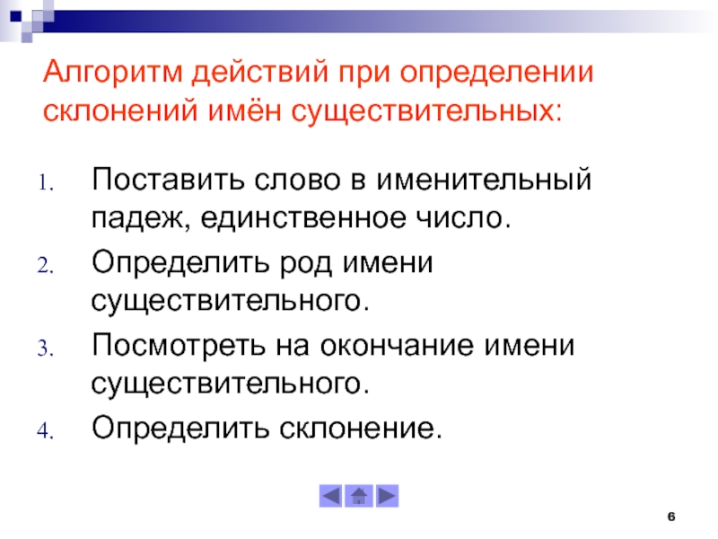 Алгоритм действий при определении
склонений имён существительных:
1. Поставить слово в именительный
падеж, единственное число.
2. Определить род имени
существительного.
3. Посмотреть на окончание имени
существительного.
4. Определить склонение.
6